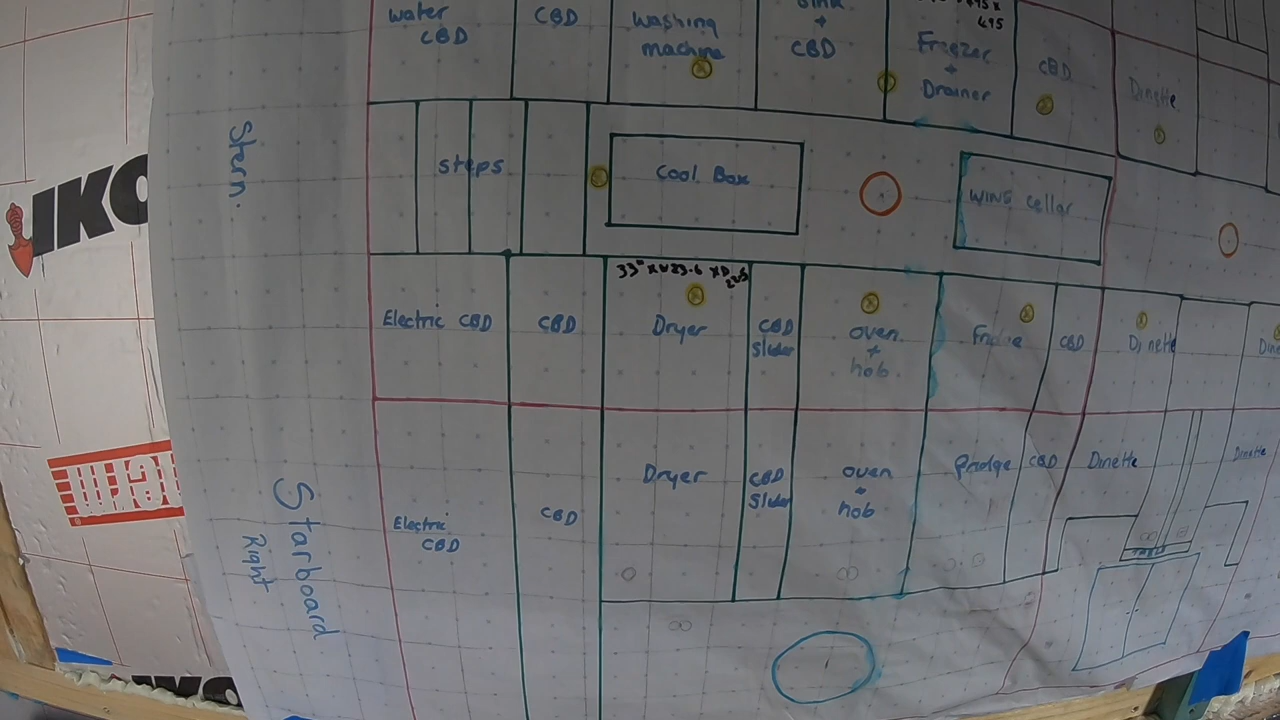 water
CBD
CBD
Washing
machine
+
CBD
495
Freezer
+
Drainer
CBD
Dinette
Stern.
IKO
steps
Cool Box
WINE Cellar
Electric CBD
CBD
Dryer
CBD
Slider
oven
+
hob
Fridge
CBD
Dinette
Electric
CBD
CBD
Dryer
CBD
Slider
oven
+
hob
Fridge
CBD
Dinette
Dinette
Starboard
Right
IKO